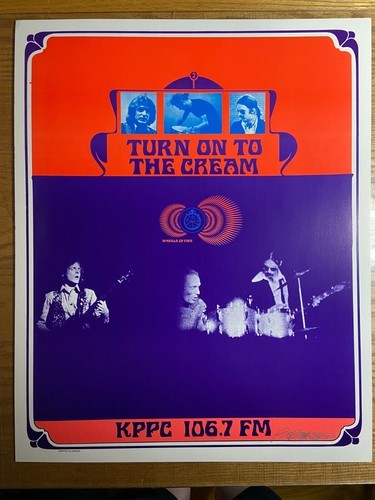 TURN ON TO
THE CREAM
WHEELS OF FIRE
KPPC 106.7 FM